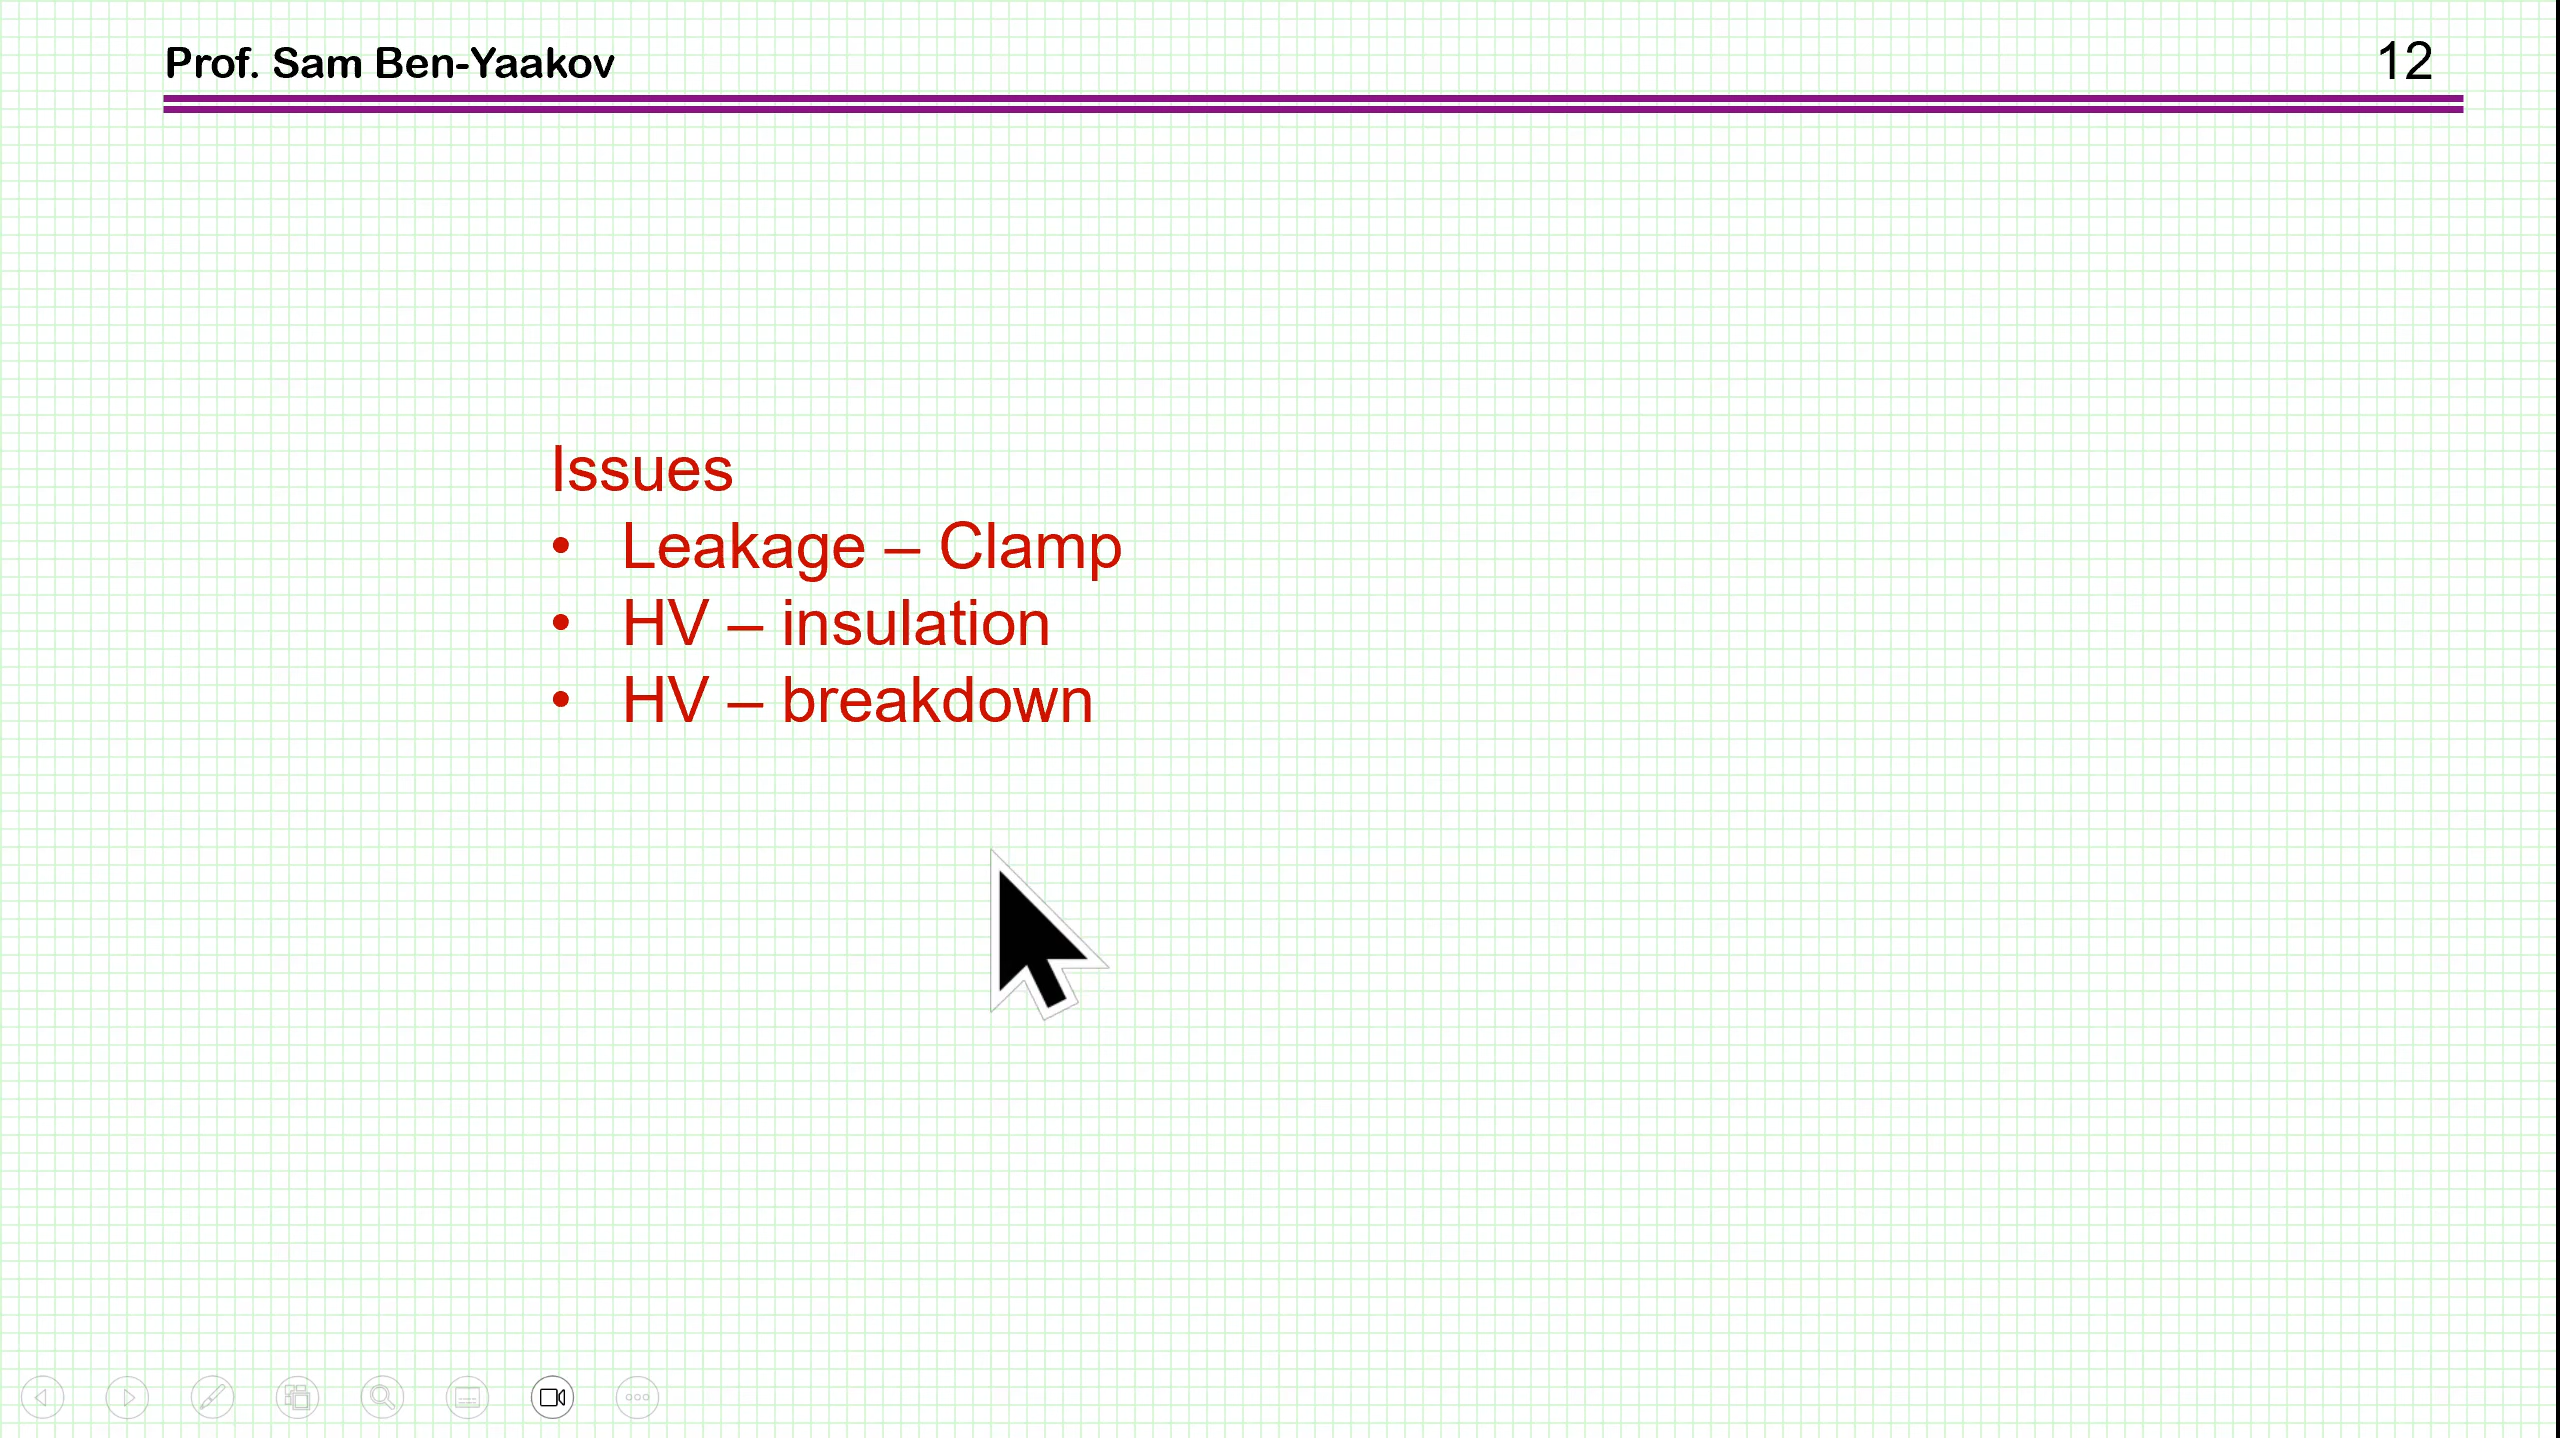 Prof. Sam Ben-Yaakov
12
Issues
• Leakage – Clamp
• HV – insulation
• HV – breakdown